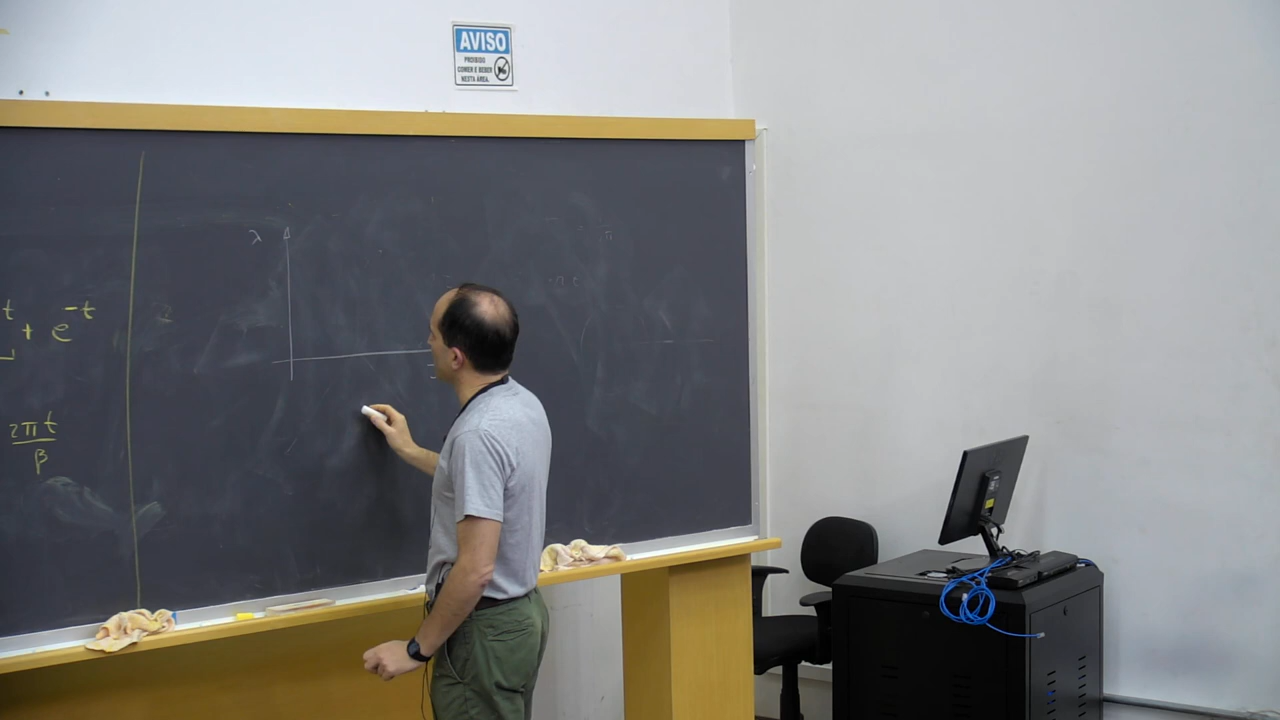 AVISO
PROIBIDO
COMER E BEBER
NESTA ÁREA.
λ
t + e^{-t}
2πt
β